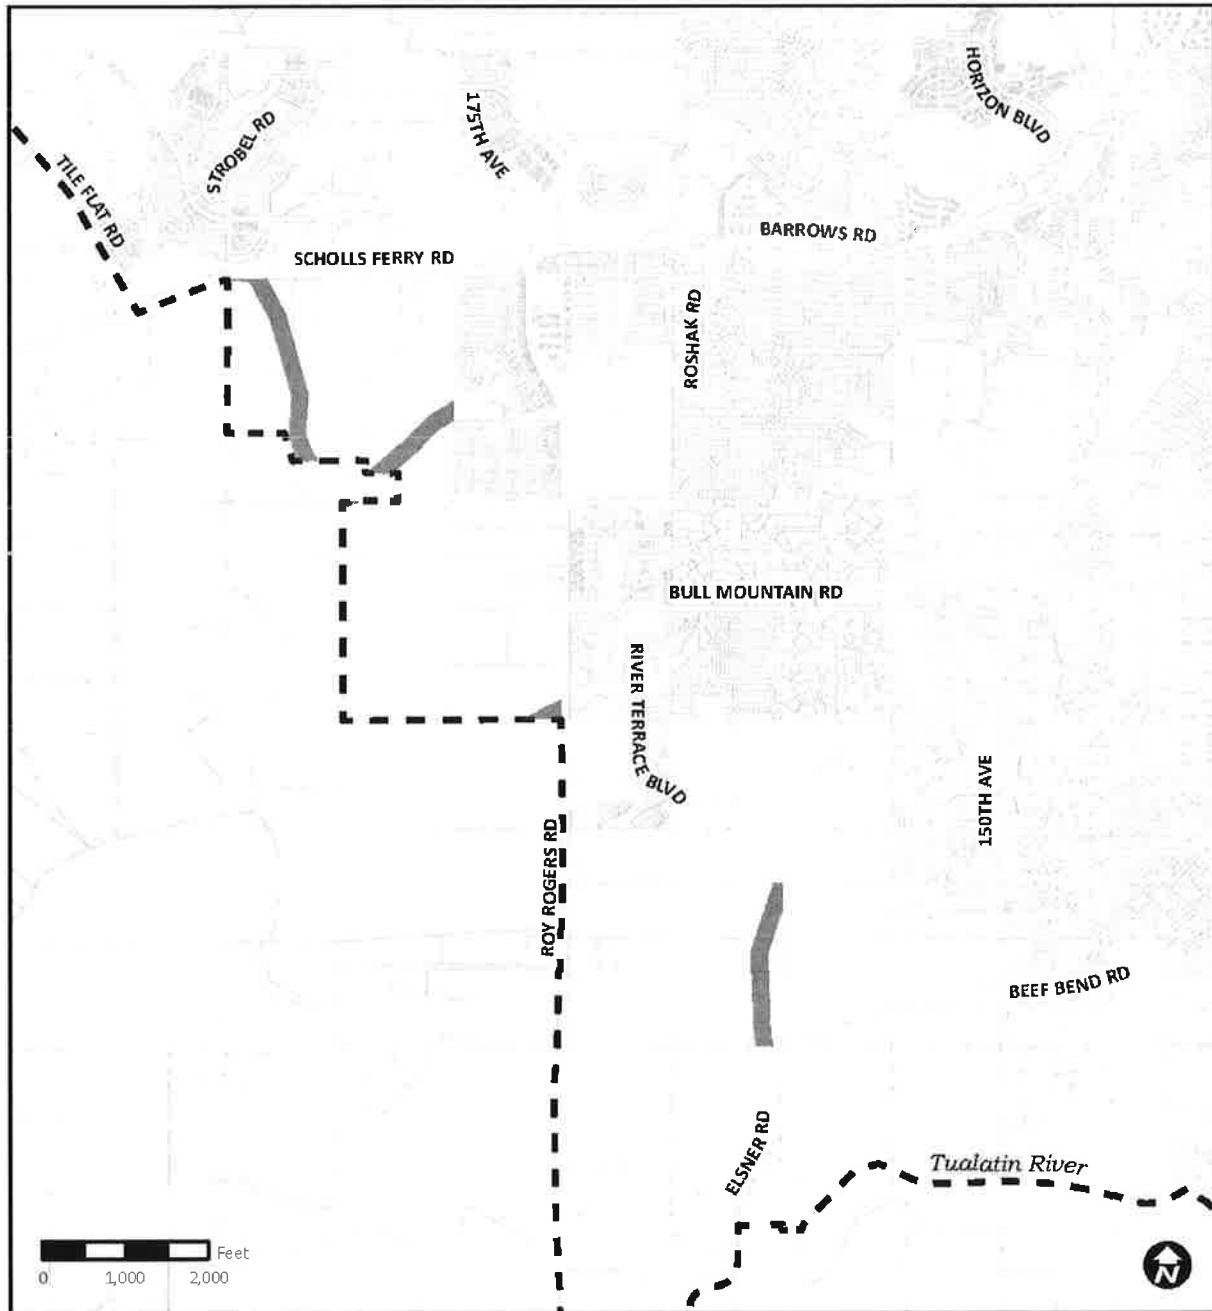 HORIZON BLVD
175TH AVE
STROBEL RD
TILE FLAT RD
BARROWS RD
SCHOLLS FERRY RD
ROSHAK RD
BULL MOUNTAIN RD
RIVER TERRACE BLVD
150TH AVE
ROY ROGERS RD
BEEF BEND RD
ELSNER RD
Tualatin River
Feet
0 1,000 2,000
N